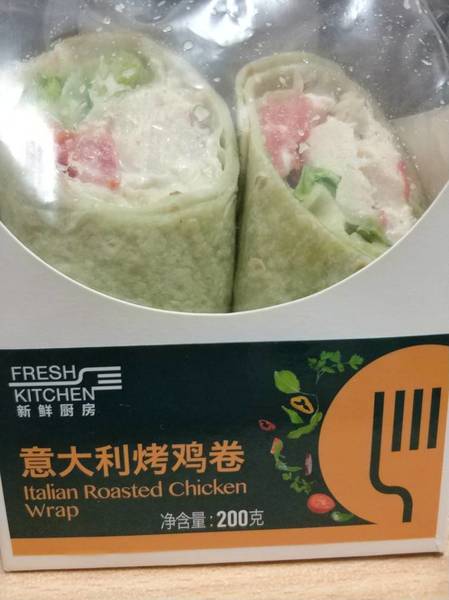 FRESH
KITCHEN
新鲜厨房
意大利烤鸡卷
Italian Roasted Chicken
Wrap
净含量:200克